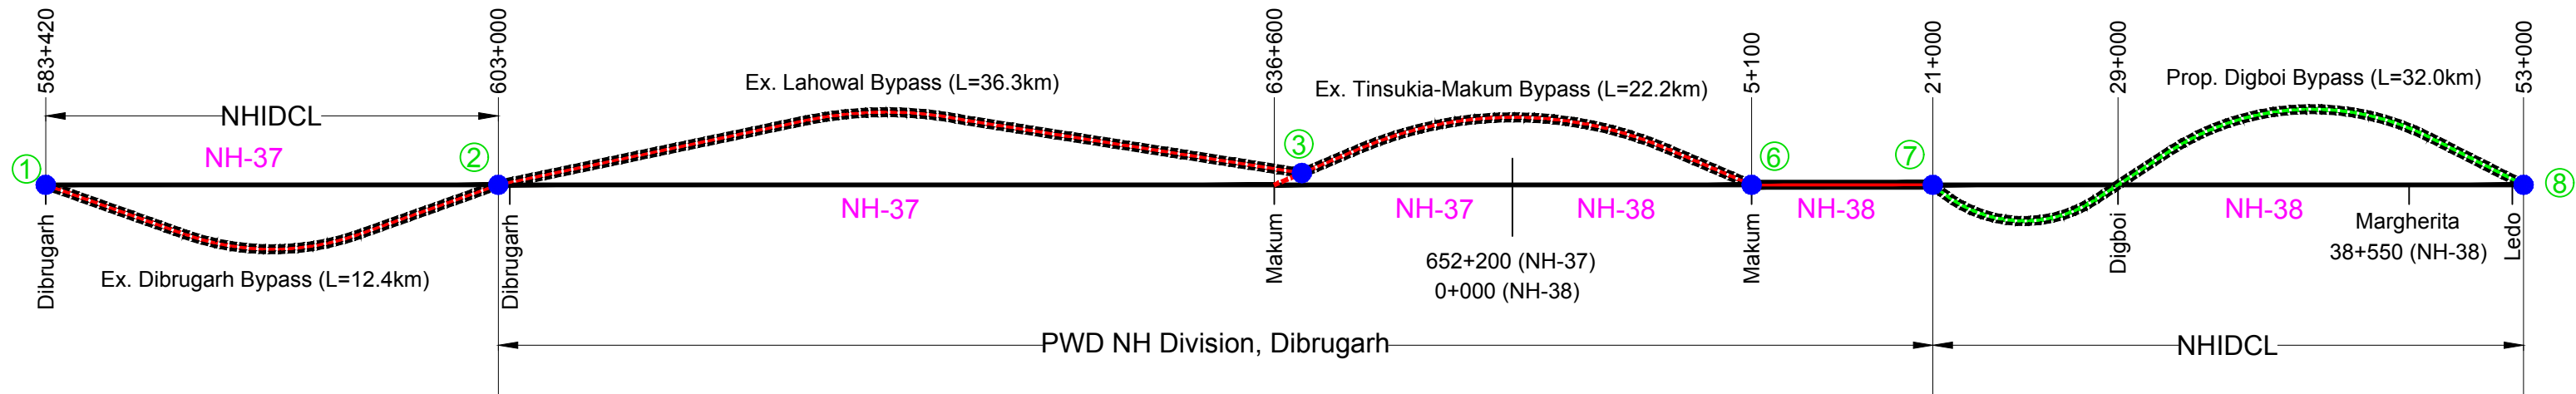 583+420
603+000
636+600
5+100
21+000
29+000
53+000
Ex. Lahowal Bypass (L=36.3km)
Ex. Tinsukia-Makum Bypass (L=22.2km)
Prop. Digboi Bypass (L=32.0km)
NHIDCL
NH-37
1
2
3
6
7
8
NH-37
NH-37
NH-38
NH-38
NH-38
Dibrugarh
Dibrugarh
Makum
Makum
Digboi
Margherita
38+550 (NH-38)
Ledo
Ex. Dibrugarh Bypass (L=12.4km)
652+200 (NH-37)
0+000 (NH-38)
PWD NH Division, Dibrugarh
NHIDCL